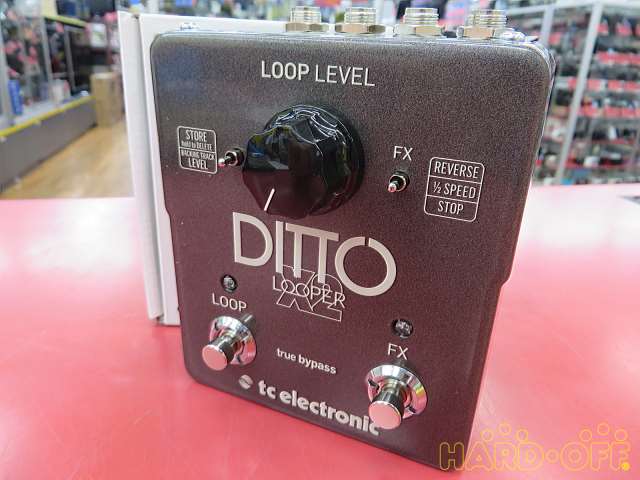 LOOP LEVEL
STORE
hold to DELETE
BACKING TRACK
LEVEL
FX
REVERSE
½ SPEED
STOP
DITTO
X2
LOOPER
LOOP
FX
true bypass
tc electronic
HARD-OFF